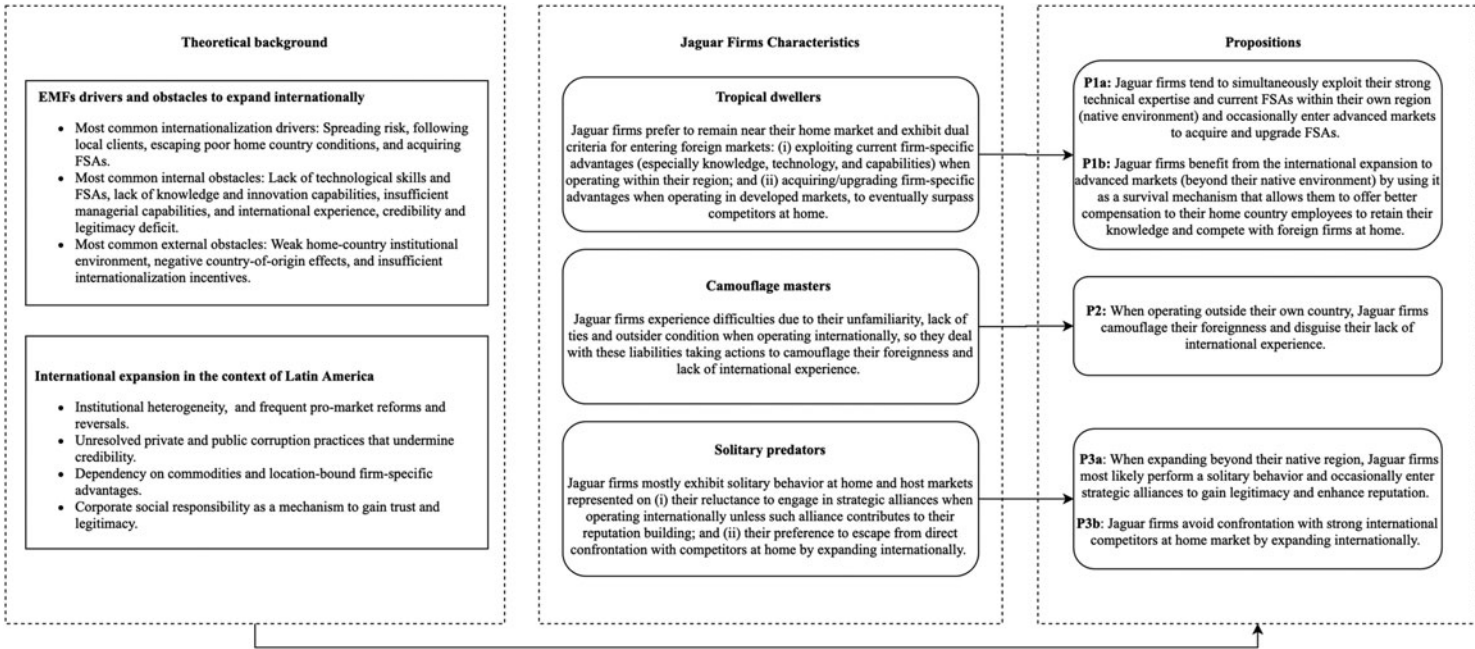 Theoretical background
EMFs drivers and obstacles to expand internationally
• Most common internationalization drivers: Spreading risk, following
local clients, escaping poor home country conditions, and acquiring
FSAs.
• Most common internal obstacles: Lack of technological skills and
FSAs, lack of knowledge and innovation capabilities, insufficient
managerial capabilities, and international experience, credibility and
legitimacy deficit.
• Most common external obstacles: Weak home-country institutional
environment, negative country-of-origin effects, and insufficient
internationalization incentives.
International expansion in the context of Latin America
• Institutional heterogeneity, and frequent pro-market reforms and
reversals.
• Unresolved private and public corruption practices that undermine
credibility.
• Dependency on commodities and location-bound firm-specific
advantages.
• Corporate social responsibility as a mechanism to gain trust and
legitimacy.
Jaguar Firms Characteristics
Tropical dwellers
Jaguar firms prefer to remain near their home market and exhibit dual
criteria for entering foreign markets: (i) exploiting current firm-specific
advantages (especially knowledge, technology, and capabilities) when
operating within their region; and (ii) acquiring/upgrading firm-specific
advantages when operating in developed markets, to eventually surpass
competitors at home.
Camouflage masters
Jaguar firms experience difficulties due to their unfamiliarity, lack of
ties and outsider condition when operating internationally, so they deal
with these liabilities taking actions to camouflage their foreignness and
lack of international experience.
Solitary predators
Jaguar firms mostly exhibit solitary behavior at home and host markets
represented on (i) their reluctance to engage in strategic alliances when
operating internationally unless such alliance contributes to their
reputation building; and (ii) their preference to escape from direct
confrontation with competitors at home by expanding internationally.
Propositions
P1a: Jaguar firms tend to simultaneously exploit their strong
technical expertise and current FSAs within their own region
(native environment) and occasionally enter advanced markets
to acquire and upgrade FSAs.
P1b: Jaguar firms benefit from the international expansion to
advanced markets (beyond their native environment) by using it
as a survival mechanism that allows them to offer better
compensation to their home country employees to retain their
knowledge and compete with foreign firms at home.
P2: When operating outside their own country, Jaguar firms
camouflage their foreignness and disguise their lack of
international experience.
P3a: When expanding beyond their native region, Jaguar firms
most likely perform a solitary behavior and occasionally enter
strategic alliances to gain legitimacy and enhance reputation.
P3b: Jaguar firms avoid confrontation with strong international
competitors at home market by expanding internationally.